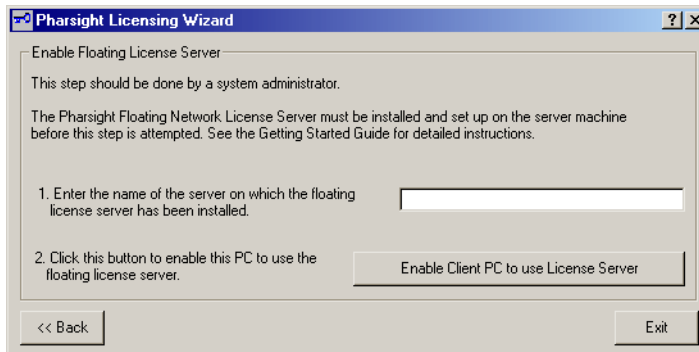 Pharsight Licensing Wizard
Enable Floating License Server
This step should be done by a system administrator.
The Pharsight Floating Network License Server must be installed and set up on the server machine
before this step is attempted. See the Getting Started Guide for detailed instructions.
1. Enter the name of the server on which the floating
license server has been installed.
2. Click this button to enable this PC to use the
floating license server.
Enable Client PC to use License Server
<< Back
Exit